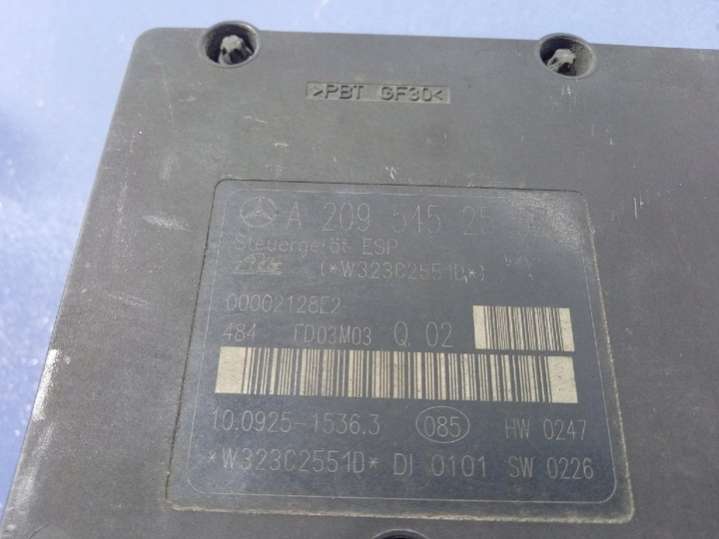 >PBT GF30<
A 209 545 25
Steuergerät ESP
ATE (*W323C2551D*)
00002128E2
484 FD03M03 Q 02
10.0925-1536.3 085 HW 0247
*W323C2551D* DI 0101 SW 0226